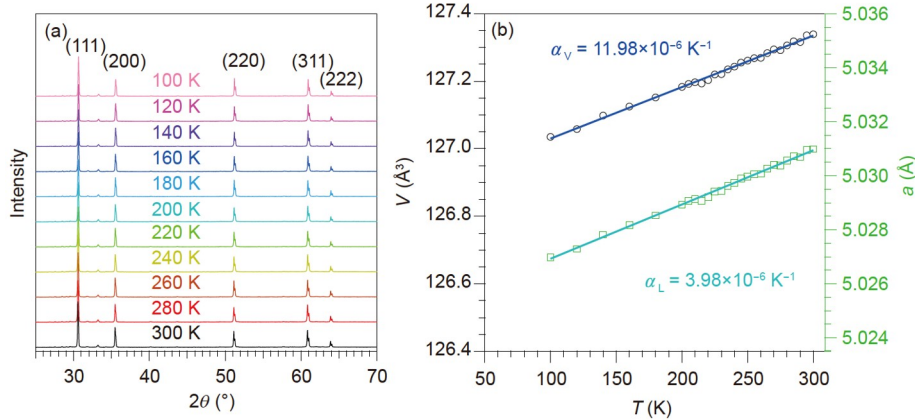 (a)
(111)
(200)
(220)
(311)
(222)
100 K
120 K
140 K
160 K
180 K
200 K
220 K
240 K
260 K
280 K
300 K
Intensity
30 40 50 60 70
2θ (°)
(b)
α_V = 11.98×10⁻⁶ K⁻¹
α_L = 3.98×10⁻⁶ K⁻¹
127.4
127.2
127.0
126.8
126.6
126.4
V (Å³)
50 100 150 200 250 300
T (K)
5.036
5.034
5.032
5.030
5.028
5.026
5.024
a (Å)